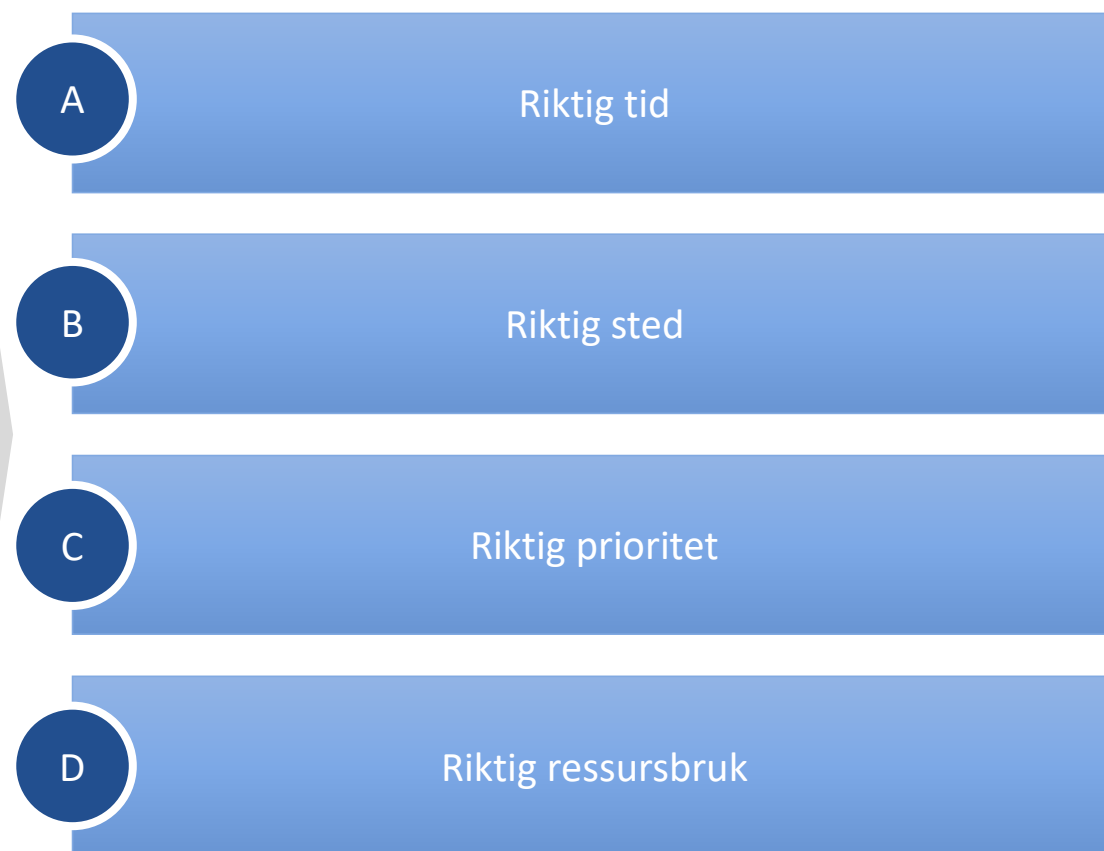 A
Riktig tid
B
Riktig sted
C
Riktig prioritet
D
Riktig ressursbruk